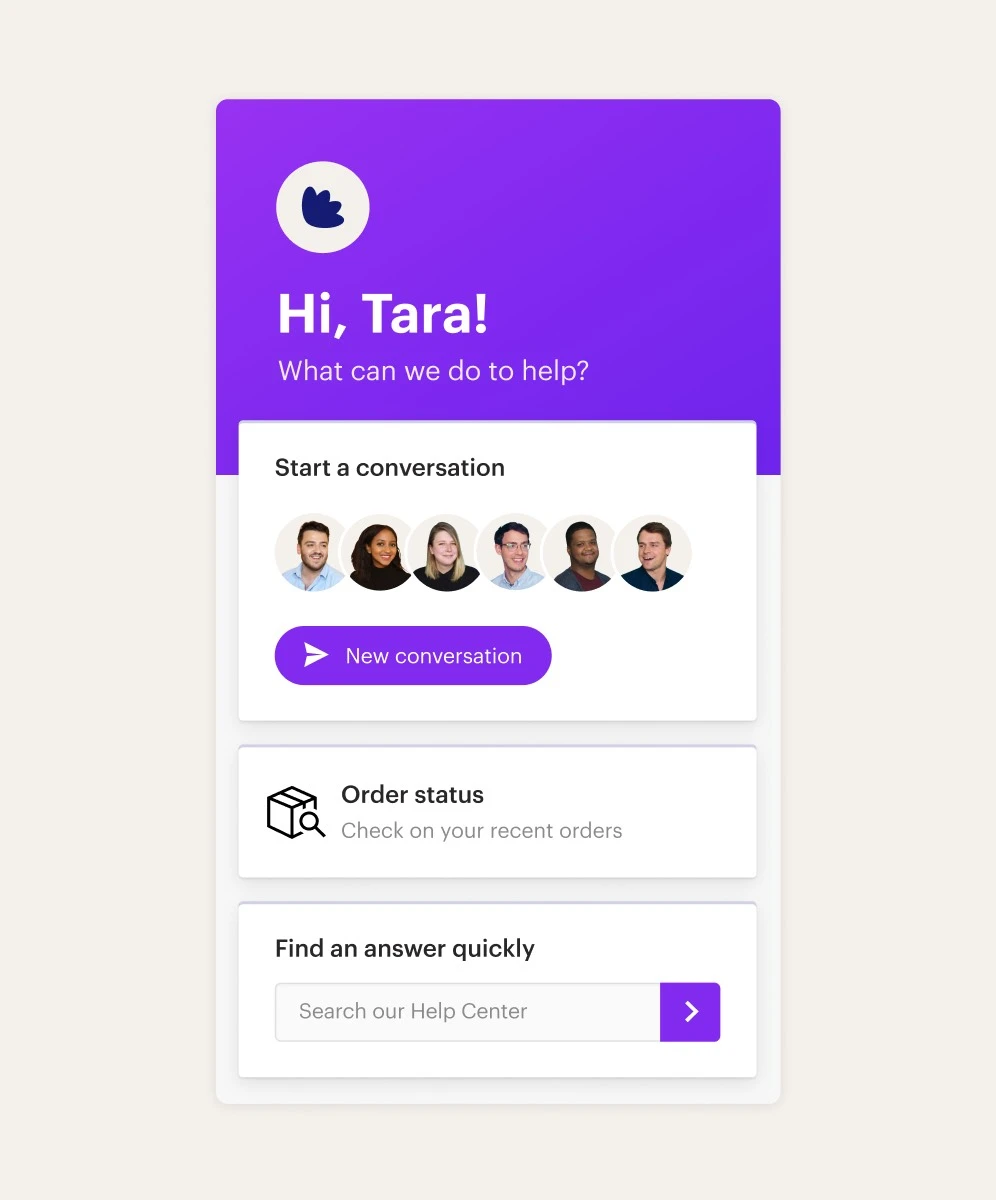 Hi, Tara!
What can we do to help?
Start a conversation
New conversation
Order status
Check on your recent orders
Find an answer quickly
Search our Help Center